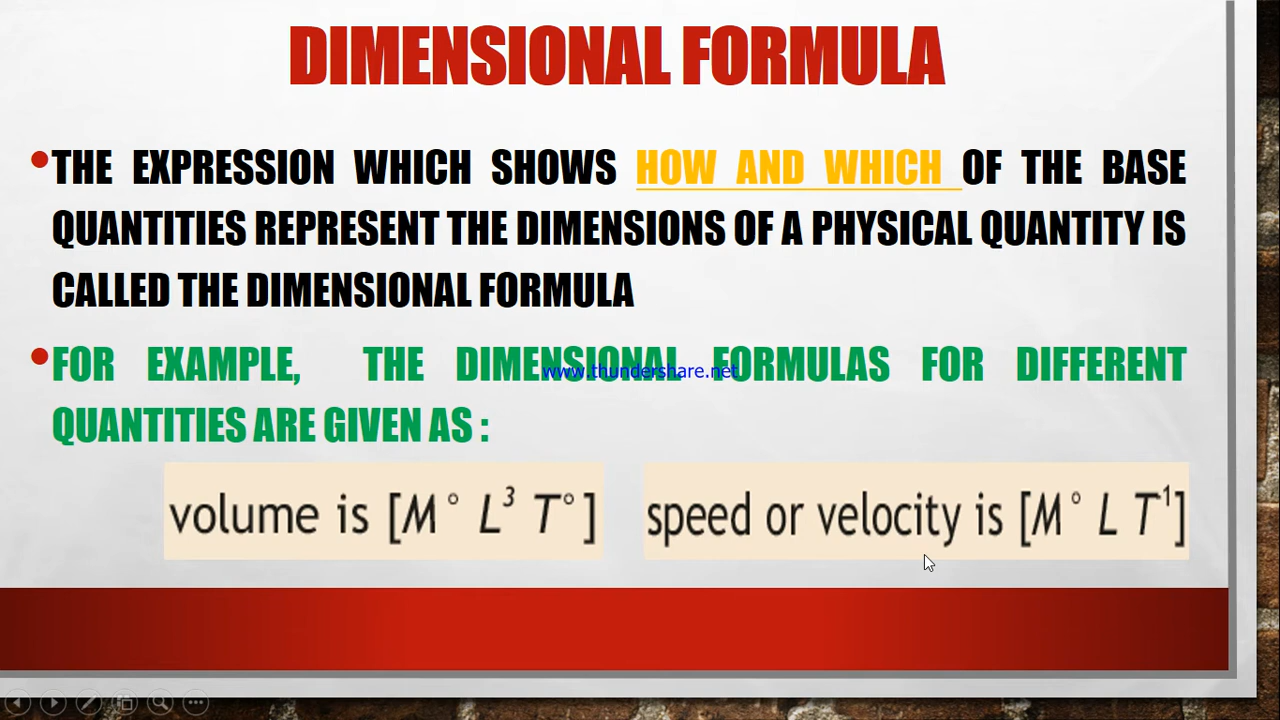 DIMENSIONAL FORMULA
•THE EXPRESSION WHICH SHOWS HOW AND WHICH OF THE BASE
QUANTITIES REPRESENT THE DIMENSIONS OF A PHYSICAL QUANTITY IS
CALLED THE DIMENSIONAL FORMULA
•FOR EXAMPLE, THE DIMENSIONAL FORMULAS FOR DIFFERENT
www.thundershare.net
QUANTITIES ARE GIVEN AS :
volume is [M° L³ T°]
speed or velocity is [M° L T¹]